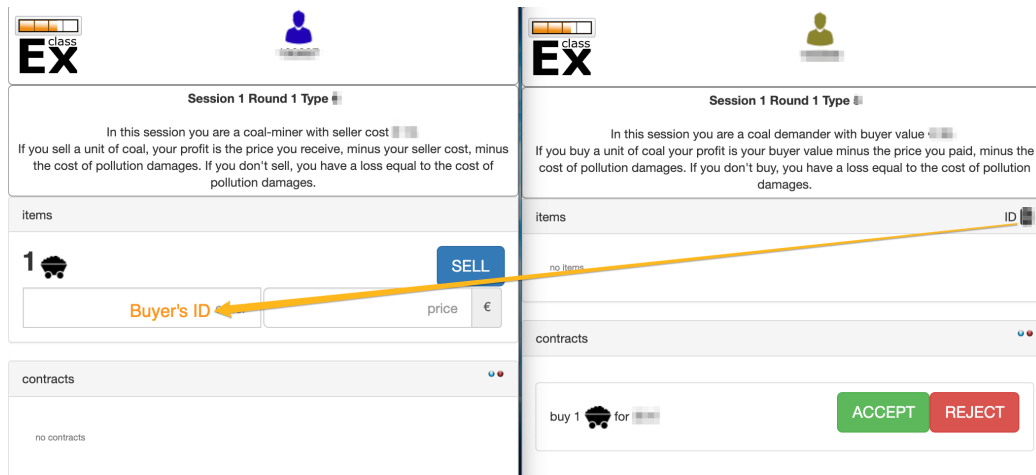 class
Ex
Session 1 Round 1 Type
In this session you are a coal-miner with seller cost
If you sell a unit of coal, your profit is the price you receive, minus your seller cost, minus
the cost of pollution damages. If you don't sell, you have a loss equal to the cost of
pollution damages.
items
1
SELL
Buyer's ID
price €
contracts
no contracts
class
Ex
Session 1 Round 1 Type
In this session you are a coal demander with buyer value
If you buy a unit of coal your profit is your buyer value minus the price you paid, minus the
cost of pollution damages. If you don't buy, you have a loss equal to the cost of pollution
damages.
items ID
no items
contracts
buy 1 for
ACCEPT REJECT